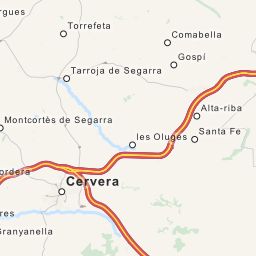 rgues
Torrefeta
Comabella
Gospí
Tarroja de Segarra
Alta-riba
Montcortès de Segarra
Santa Fe
les Oluges
ordera
Cervera
res
Granyanella